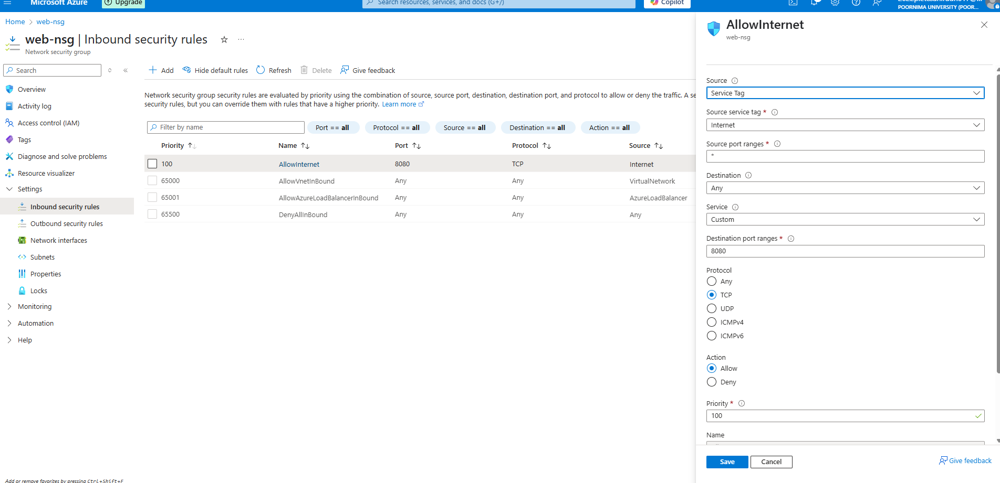 Microsoft Azure
Upgrade
Search resources, services, and docs (G+/)
Copilot
POORNIMA UNIVERSITY (POOR...
Home > web-nsg
web-nsg | Inbound security rules
Network security group
Search
Overview
Activity log
Access control (IAM)
Tags
Diagnose and solve problems
Resource visualizer
Settings
Inbound security rules
Outbound security rules
Network interfaces
Subnets
Properties
Locks
Monitoring
Automation
Help
Add or remove favorites by pressing Ctrl+Shift+F
Add Hide default rules Refresh Delete Give feedback
Network security group security rules are evaluated by priority using the combination of source, source port, destination, destination port, and protocol to allow or deny the traffic. A se
security rules, but you can override them with rules that have a higher priority. Learn more
Filter by name
Port == all Protocol == all Source == all Destination == all Action == all
Priority Name Port Protocol Source
100 AllowInternet 8080 TCP Internet
65000 AllowVnetInBound Any Any VirtualNetwork
65001 AllowAzureLoadBalancerInBound Any Any AzureLoadBalancer
65500 DenyAllInBound Any Any Any
AllowInternet
web-nsg
Source
Service Tag
Source service tag *
Internet
Source port ranges *
*
Destination
Any
Service
Custom
Destination port ranges *
8080
Protocol
Any
TCP
UDP
ICMPv4
ICMPv6
Action
Allow
Deny
Priority *
100
Name
Save Cancel
Give feedback